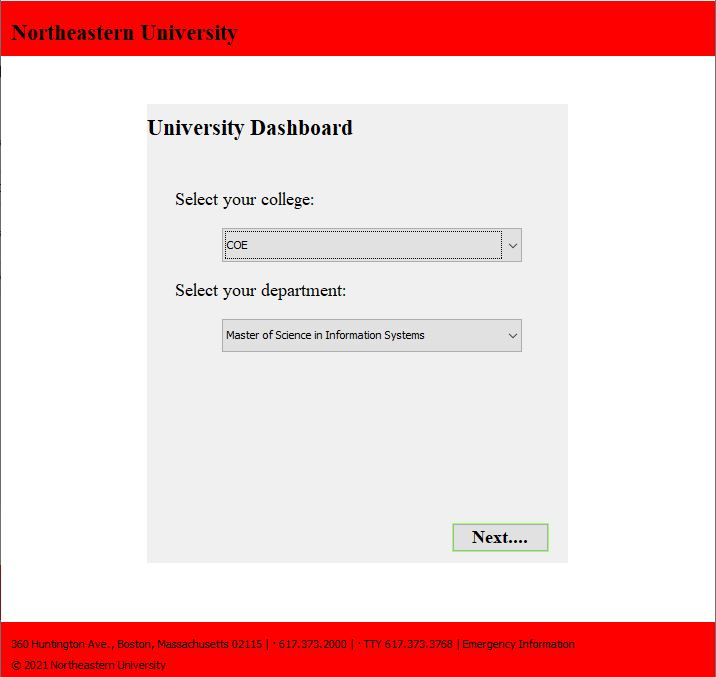 Northeastern University
University Dashboard
Select your college:
COE
Select your department:
Master of Science in Information Systems
Next....
360 Huntington Ave., Boston, Massachusetts 02115 | · 617.373.2000 | · TTY 617.373.3768 | Emergency Information
© 2021 Northeastern University